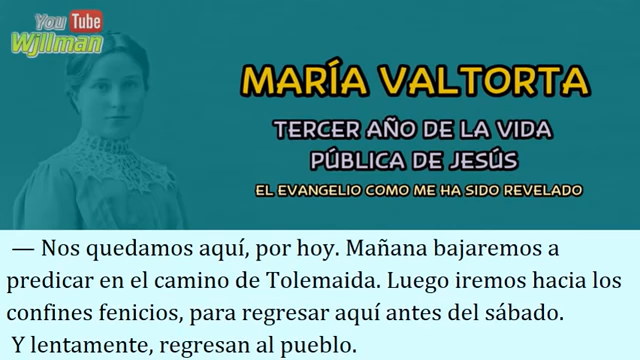 You Tube
Wjllman
MARÍA VALTORTA
TERCER AÑO DE LA VIDA
PÚBLICA DE JESÚS
EL EVANGELIO COMO ME HA SIDO REVELADO
— Nos quedamos aquí, por hoy. Mañana bajaremos a
predicar en el camino de Tolemaida. Luego iremos hacia los
confines fenicios, para regresar aquí antes del sábado.
Y lentamente, regresan al pueblo.